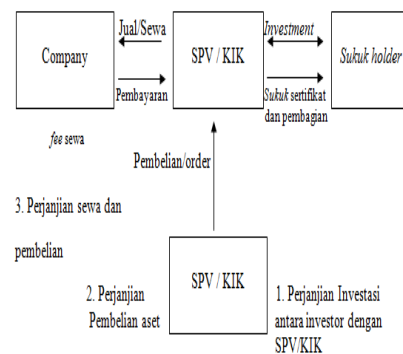 Jual/Sewa
Investment
Company
SPV / KIK
Sukuk holder
Pembayaran
Sukuk sertifikat
dan pembagian
fee sewa
Pembelian/order
3. Perjanjian sewa dan
pembelian
SPV / KIK
2. Perjanjian
Pembelian aset
1. Perjanjian Investasi
antara investor dengan
SPV/KIK